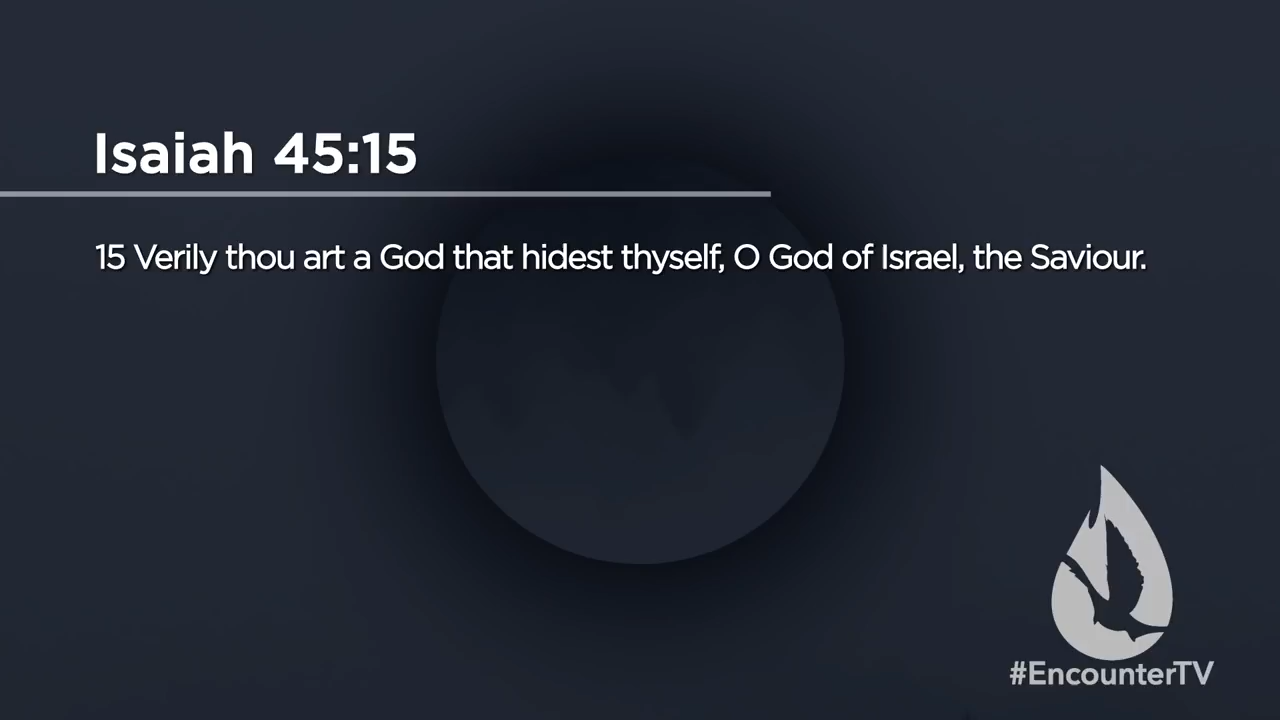 Isaiah 45:15
15 Verily thou art a God that hidest thyself, O God of Israel, the Saviour.
#EncounterTV